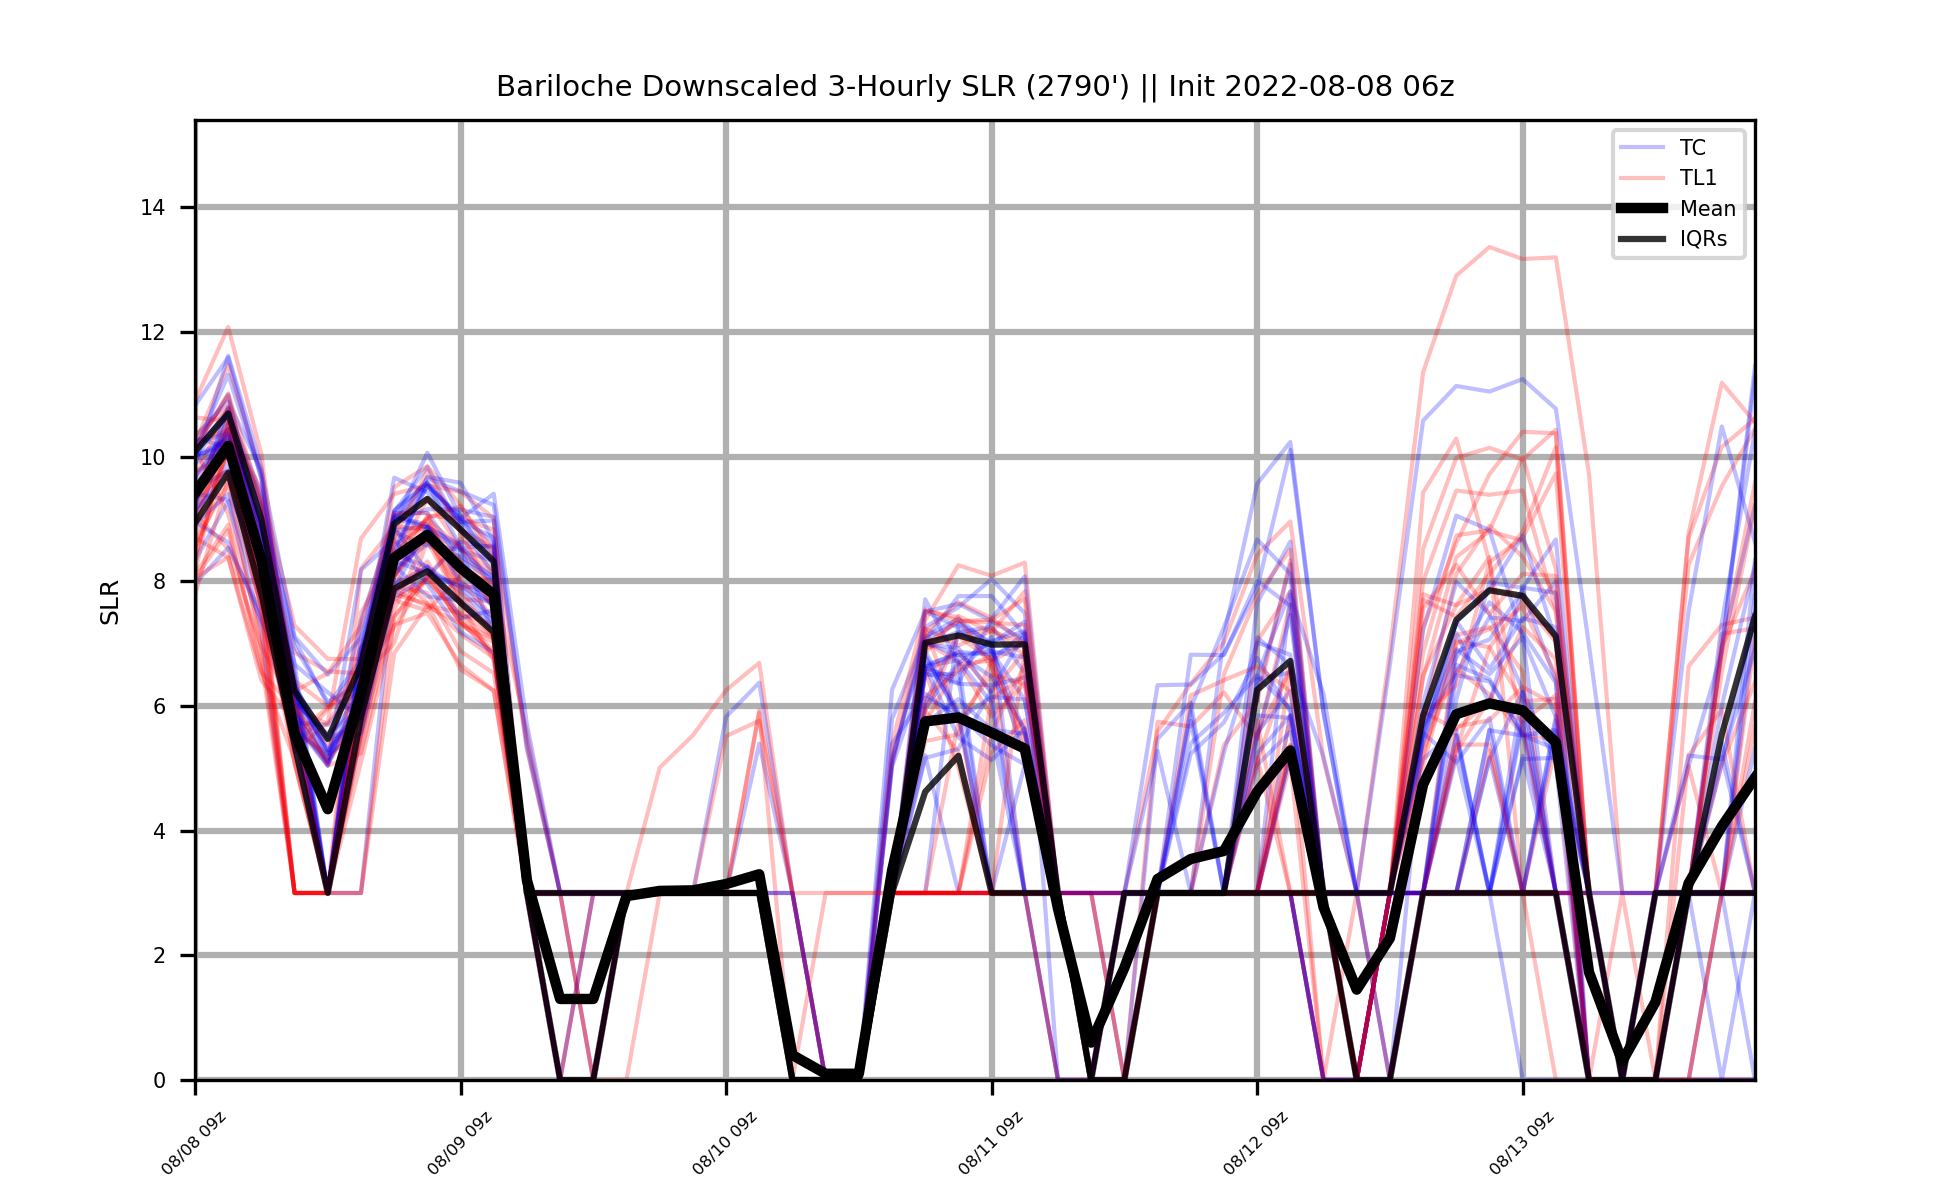 Bariloche Downscaled 3-Hourly SLR (2790') || Init 2022-08-08 06z
TC
TL1
Mean
IQRs
14
12
10
8
6
4
2
0
SLR
08/08 09z
08/09 09z
08/10 09z
08/11 09z
08/12 09z
08/13 09z